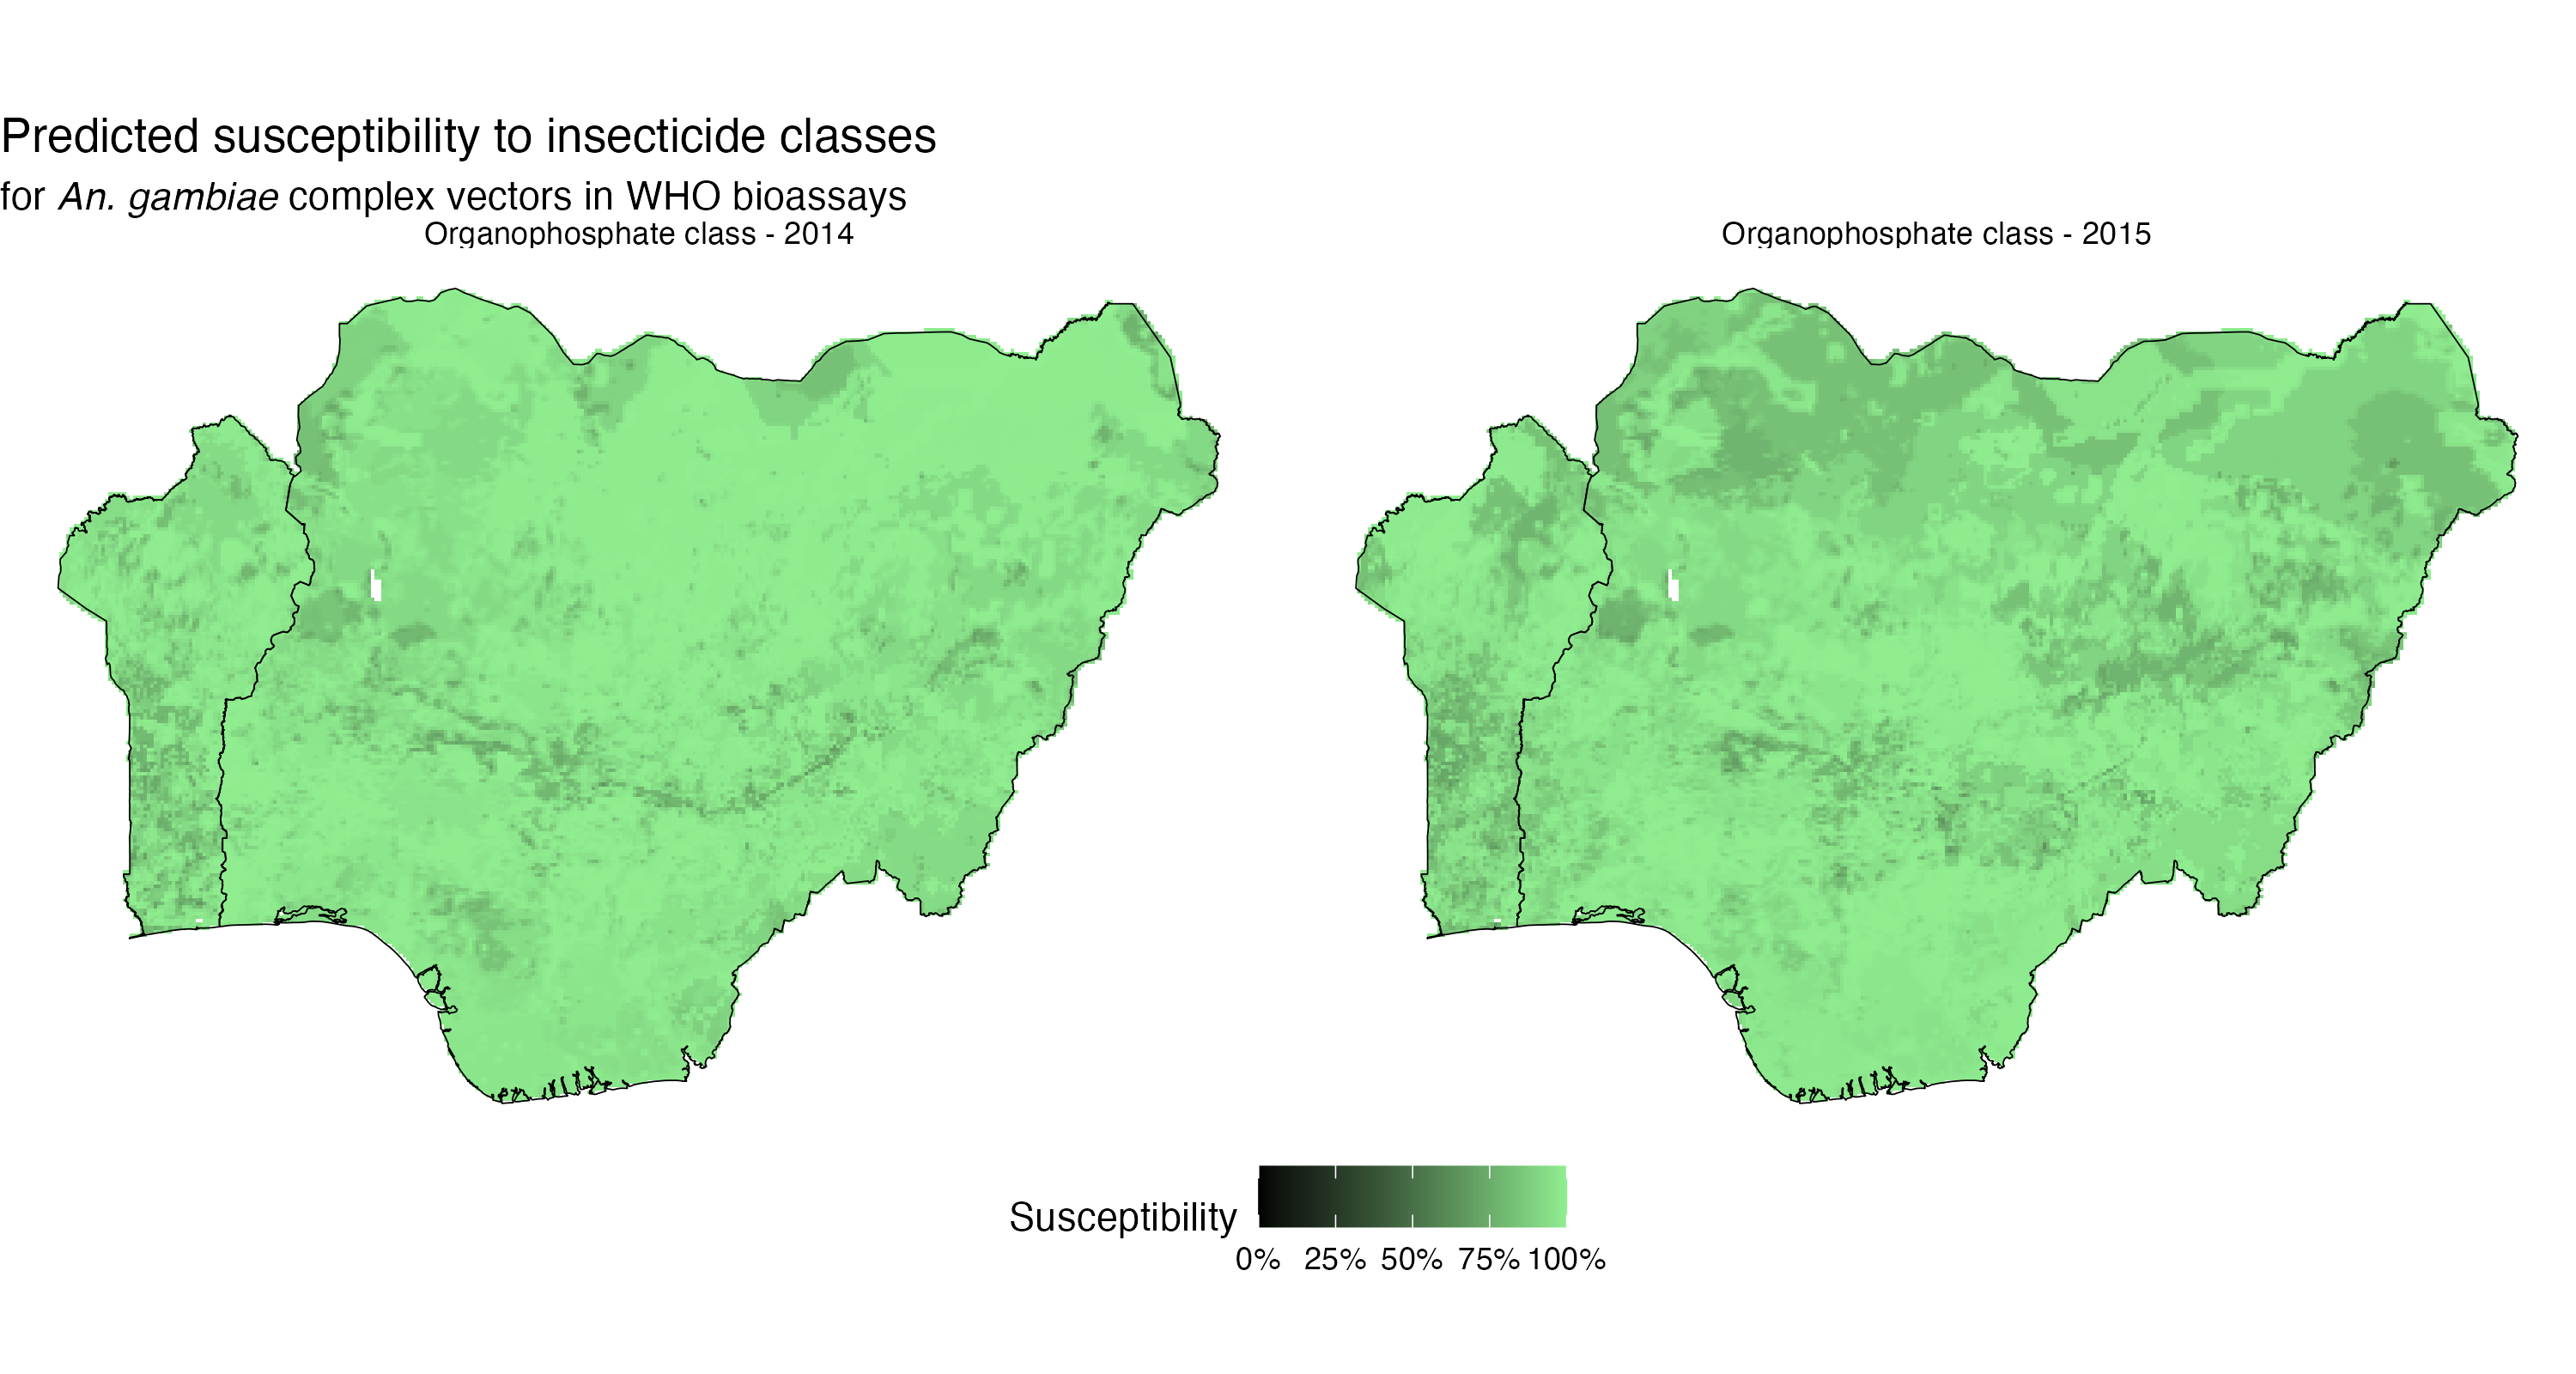 Predicted susceptibility to insecticide classes
for An. gambiae complex vectors in WHO bioassays
Organophosphate class - 2014
Organophosphate class - 2015
Susceptibility
0% 25% 50% 75% 100%